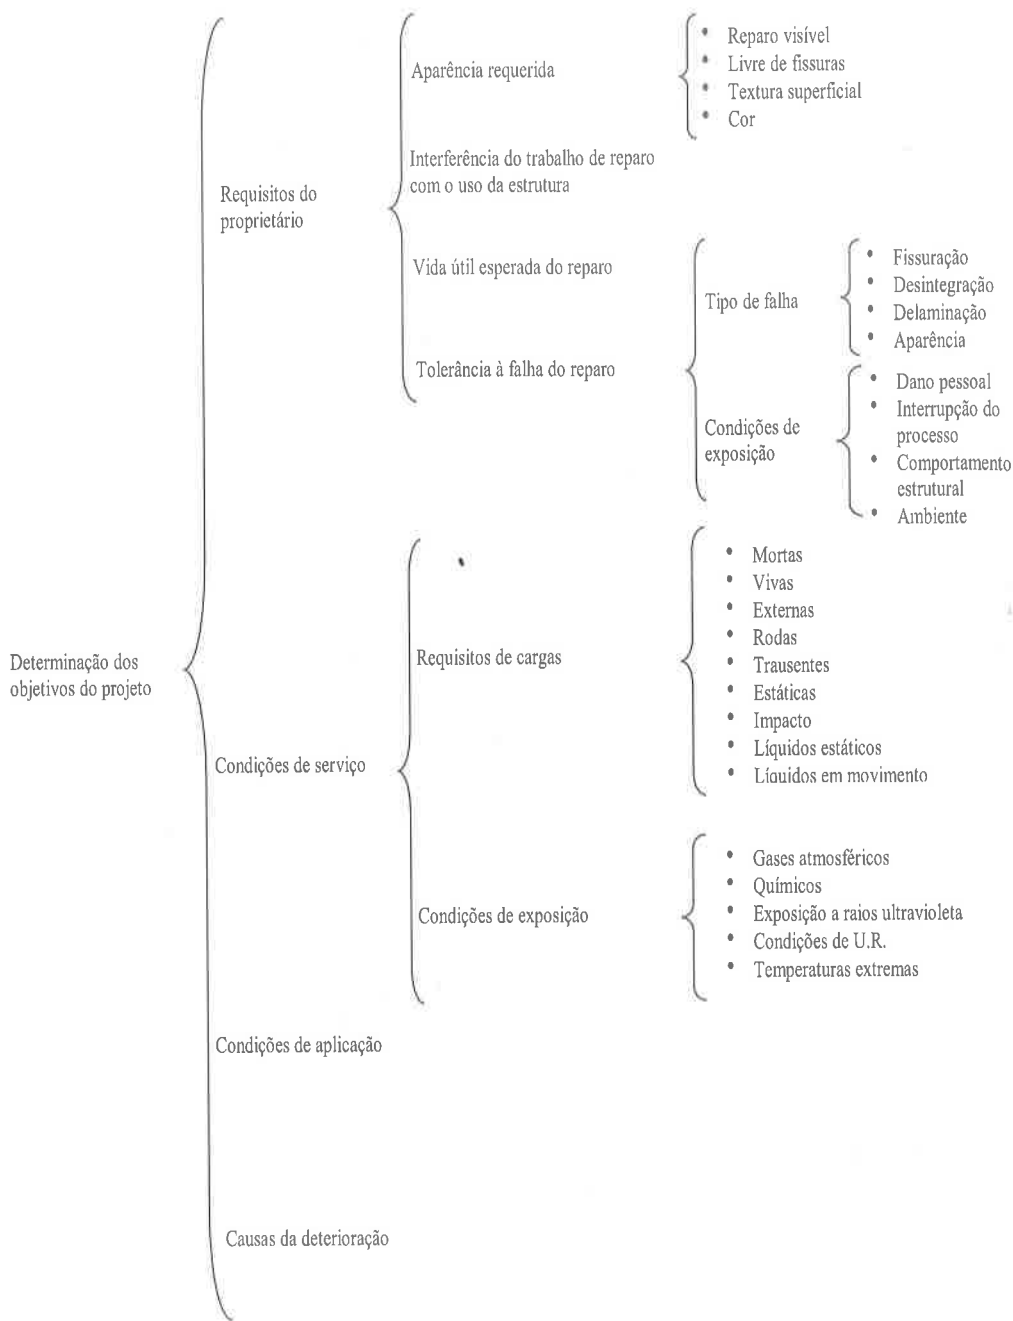 Determinação dos
objetivos do projeto
Requisitos do
proprietário
Aparência requerida
• Reparo visível
• Livre de fissuras
• Textura superficial
• Cor
Interferência do trabalho de reparo
com o uso da estrutura
Vida útil esperada do reparo
Tolerância à falha do reparo
Tipo de falha
• Fissuração
• Desintegração
• Delaminação
• Aparência
Condições de
exposição
• Dano pessoal
• Interrupção do
processo
• Comportamento
estrutural
• Ambiente
Condições de serviço
Requisitos de cargas
• Mortas
• Vivas
• Externas
• Rodas
• Trausentes
• Estáticas
• Impacto
• Líquidos estáticos
• Líquidos em movimento
Condições de exposição
• Gases atmosféricos
• Químicos
• Exposição a raios ultravioleta
• Condições de U.R.
• Temperaturas extremas
Condições de aplicação
Causas da deterioração